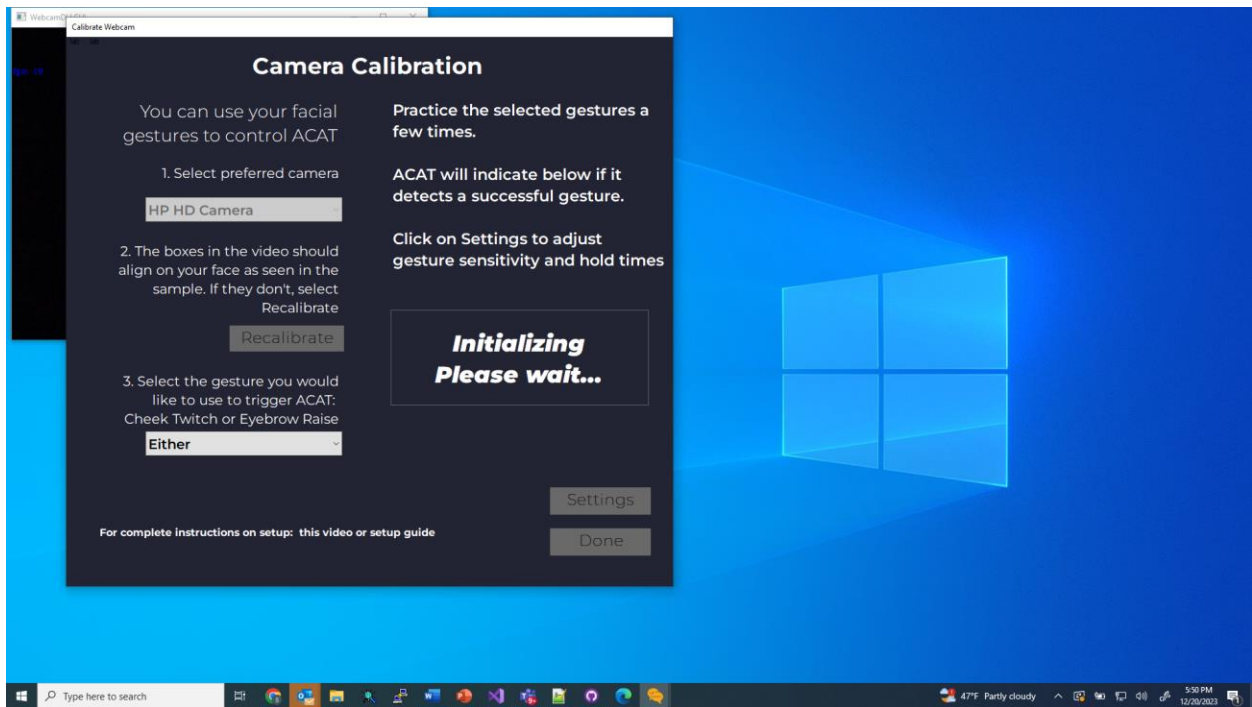 WebcamD
Calibrate Webcam
Camera Calibration
You can use your facial
gestures to control ACAT
1. Select preferred camera
HP HD Camera
2. The boxes in the video should
align on your face as seen in the
sample. If they don't, select
Recalibrate
Recalibrate
3. Select the gesture you would
like to use to trigger ACAT:
Cheek Twitch or Eyebrow Raise
Either
Practice the selected gestures a
few times.
ACAT will indicate below if it
detects a successful gesture.
Click on Settings to adjust
gesture sensitivity and hold times
Initializing
Please wait...
Settings
Done
For complete instructions on setup: this video or setup guide
Type here to search
47°F Partly cloudy
5:50 PM
12/20/2023